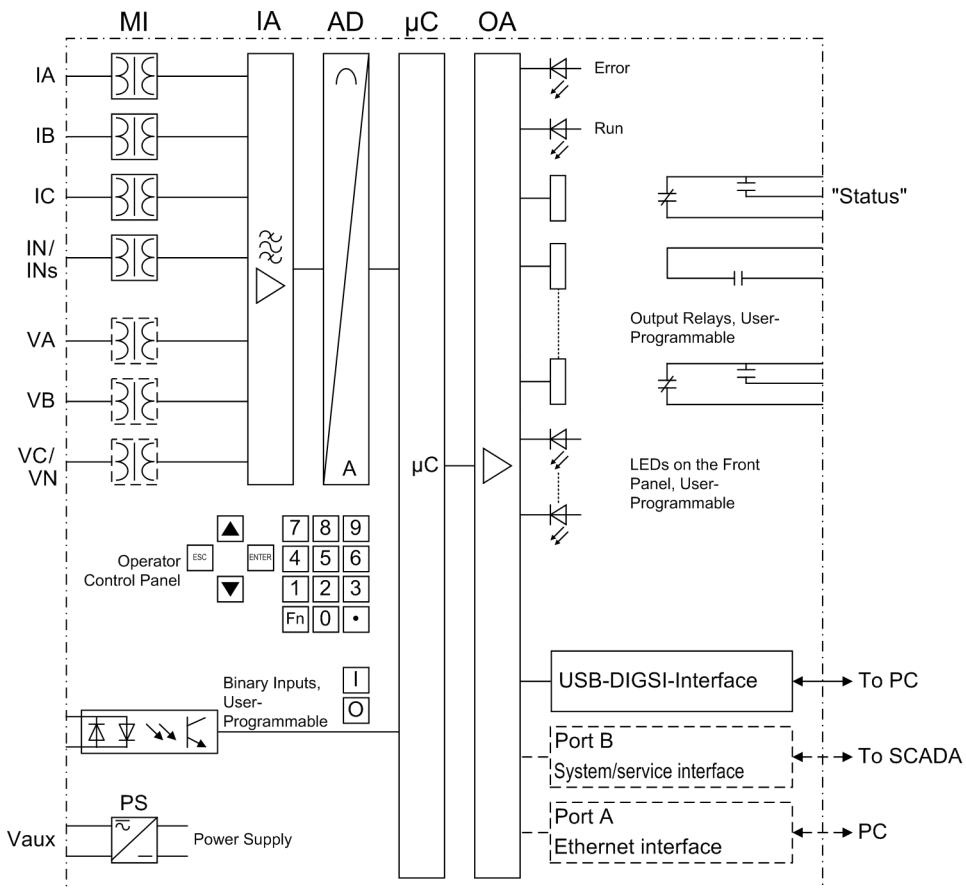 MI IA AD µC OA
IA
IB
IC
IN/
INs
VA
VB
VC/
VN
A
µC
Error
Run
"Status"
Output Relays, User-
Programmable
LEDs on the Front
Panel, User-
Programmable
Operator
Control Panel
ESC
ENTER
7 8 9
4 5 6
1 2 3
Fn 0 •
Binary Inputs,
User-
Programmable
I
O
PS
Vaux
Power Supply
USB-DIGSI-Interface
To PC
Port B
System/service interface
To SCADA
Port A
Ethernet interface
PC